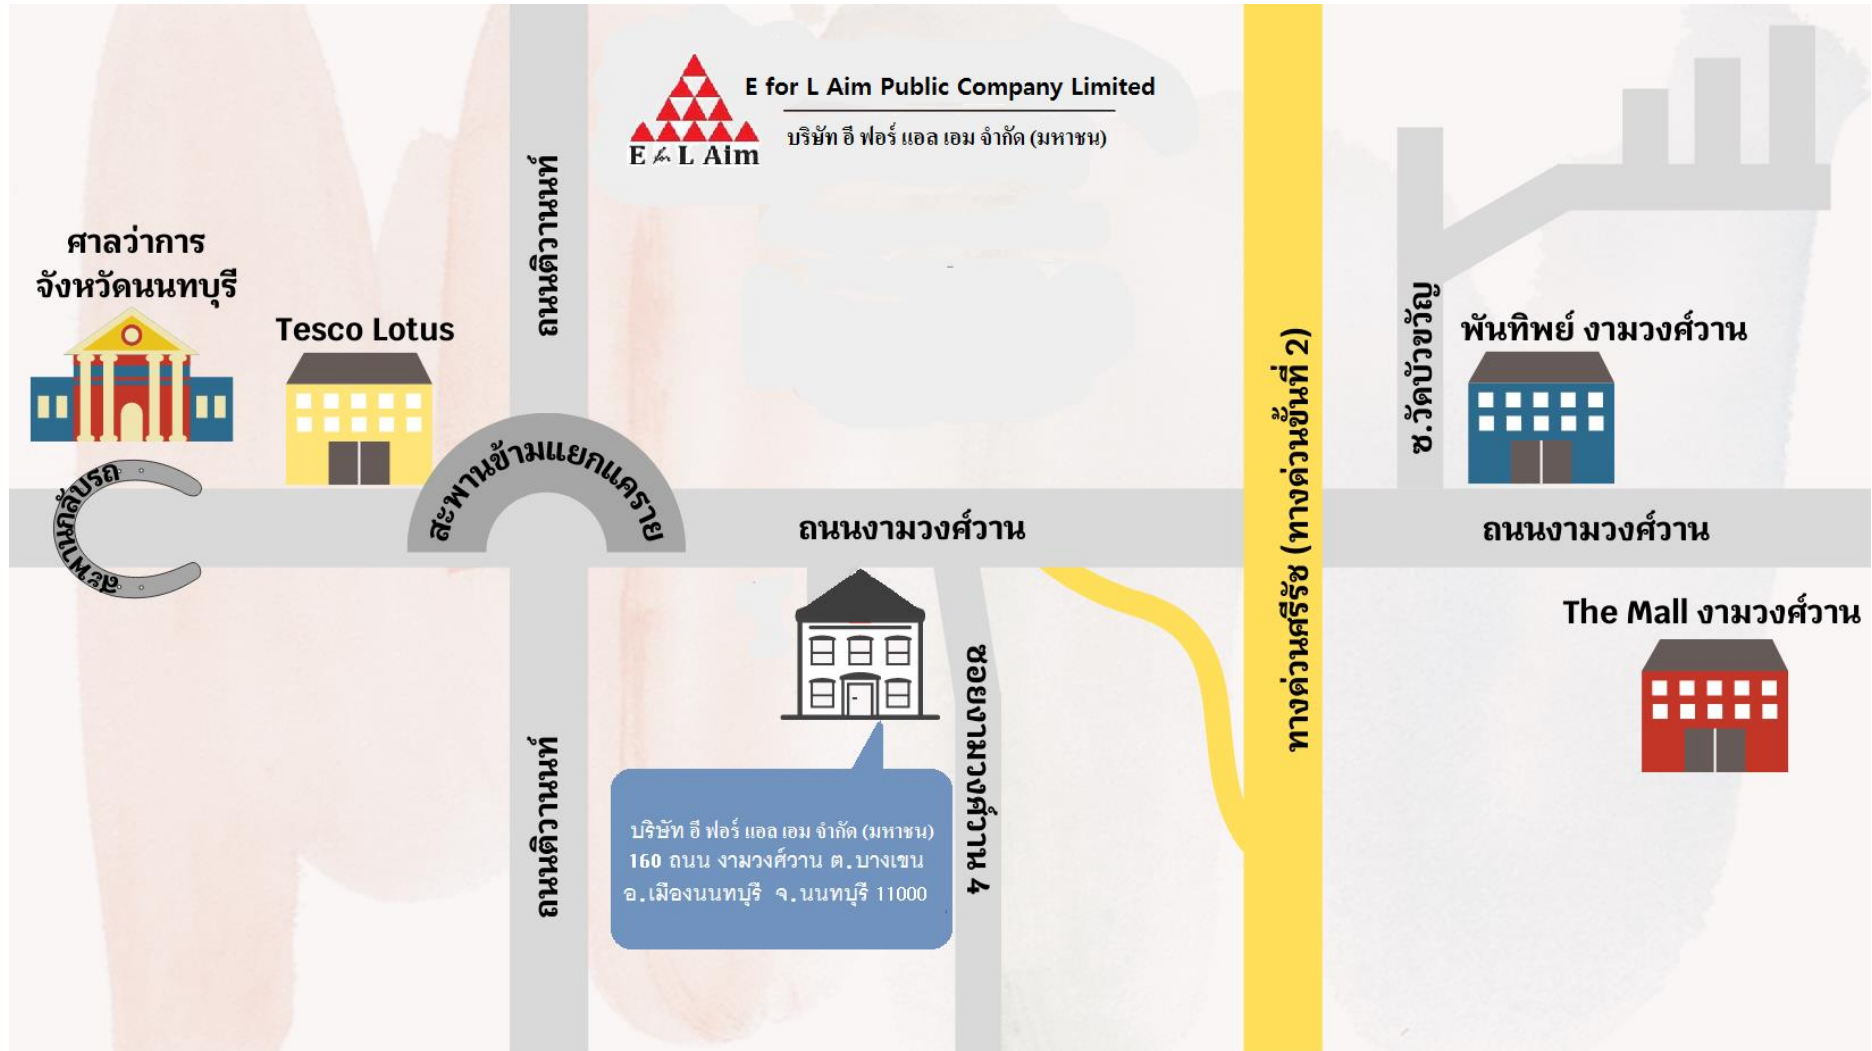 E for L Aim Public Company Limited
บริษัท อี ฟอร์ แอล เอม จำกัด (มหาชน)
E for L Aim
ถนนติวานนท์
ศาลว่าการ
จังหวัดนนทบุรี
Tesco Lotus
สะพานกลับรถ
สะพานข้ามแยกแคราย
ถนนงามวงศ์วาน
ทางด่วนศรีรัช (ทางด่วนขั้นที่ 2)
ซ.วัดบัวขวัญ
พันทิพย์ งามวงศ์วาน
ถนนงามวงศ์วาน
The Mall งามวงศ์วาน
ถนนติวานนท์
ซอยงามวงศ์วาน 4
บริษัท อี ฟอร์ แอล เอม จำกัด (มหาชน)
160 ถนน งามวงศ์วาน ต.บางเขน
อ.เมืองนนทบุรี จ.นนทบุรี 11000